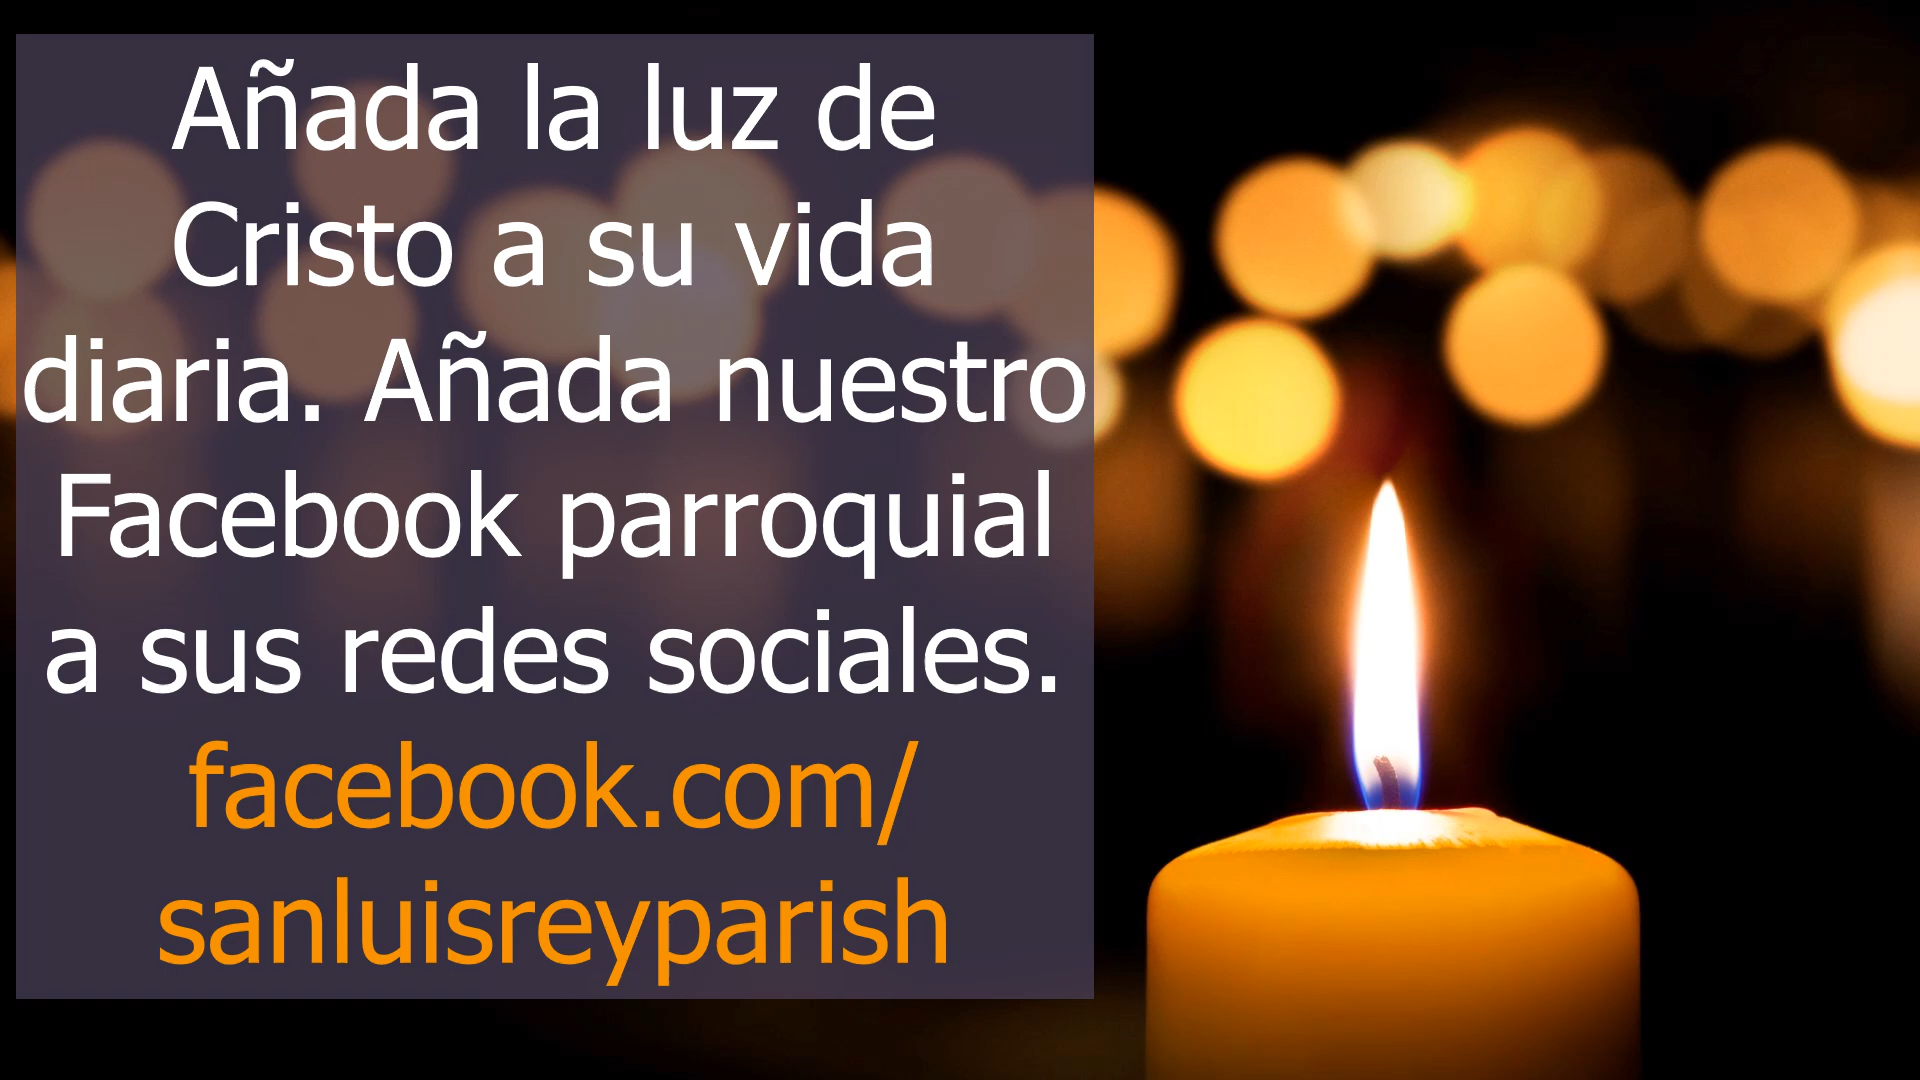 Añada la luz de
Cristo a su vida
diaria. Añada nuestro
Facebook parroquial
a sus redes sociales.
facebook.com/
sanluisreyparish